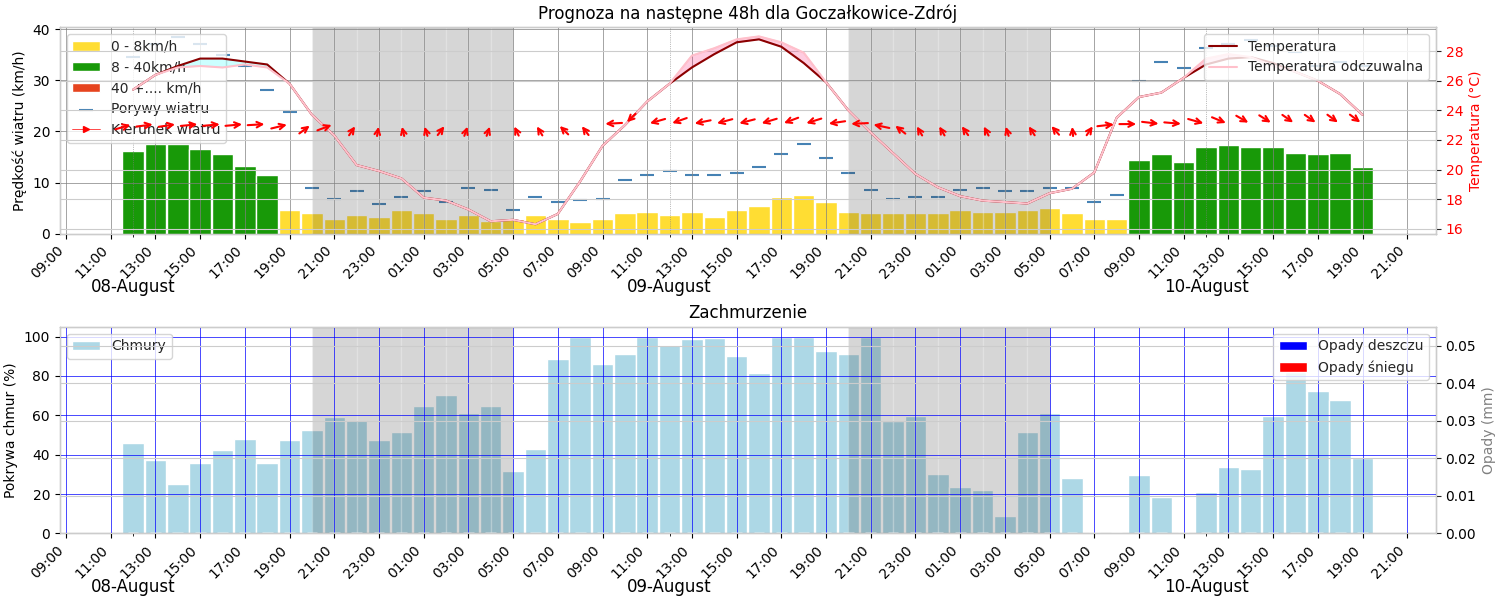 Prognoza na następne 48h dla Goczałkowice-Zdrój
Prędkość wiatru (km/h)
40
30
20
10
0
0 - 8km/h
8 - 40km/h
40 +.... km/h
Porywy wiatru
Kierunek wiatru
Temperatura
Temperatura odczuwalna
28
26
24
22
20
18
16
Temperatura (°C)
09:00 11:00 13:00 15:00 17:00 19:00 21:00 23:00 01:00 03:00 05:00 07:00 09:00 11:00 13:00 15:00 17:00 19:00 21:00 23:00 01:00 03:00 05:00 07:00 09:00 11:00 13:00 15:00 17:00 19:00 21:00
08-August 09-August 10-August
Zachmurzenie
Pokrywa chmur (%)
100
80
60
40
20
0
Chmury
Opady deszczu
Opady śniegu
0.05
0.04
0.03
0.02
0.01
0.00
Opady (mm)
09:00 11:00 13:00 15:00 17:00 19:00 21:00 23:00 01:00 03:00 05:00 07:00 09:00 11:00 13:00 15:00 17:00 19:00 21:00 23:00 01:00 03:00 05:00 07:00 09:00 11:00 13:00 15:00 17:00 19:00 21:00
08-August 09-August 10-August